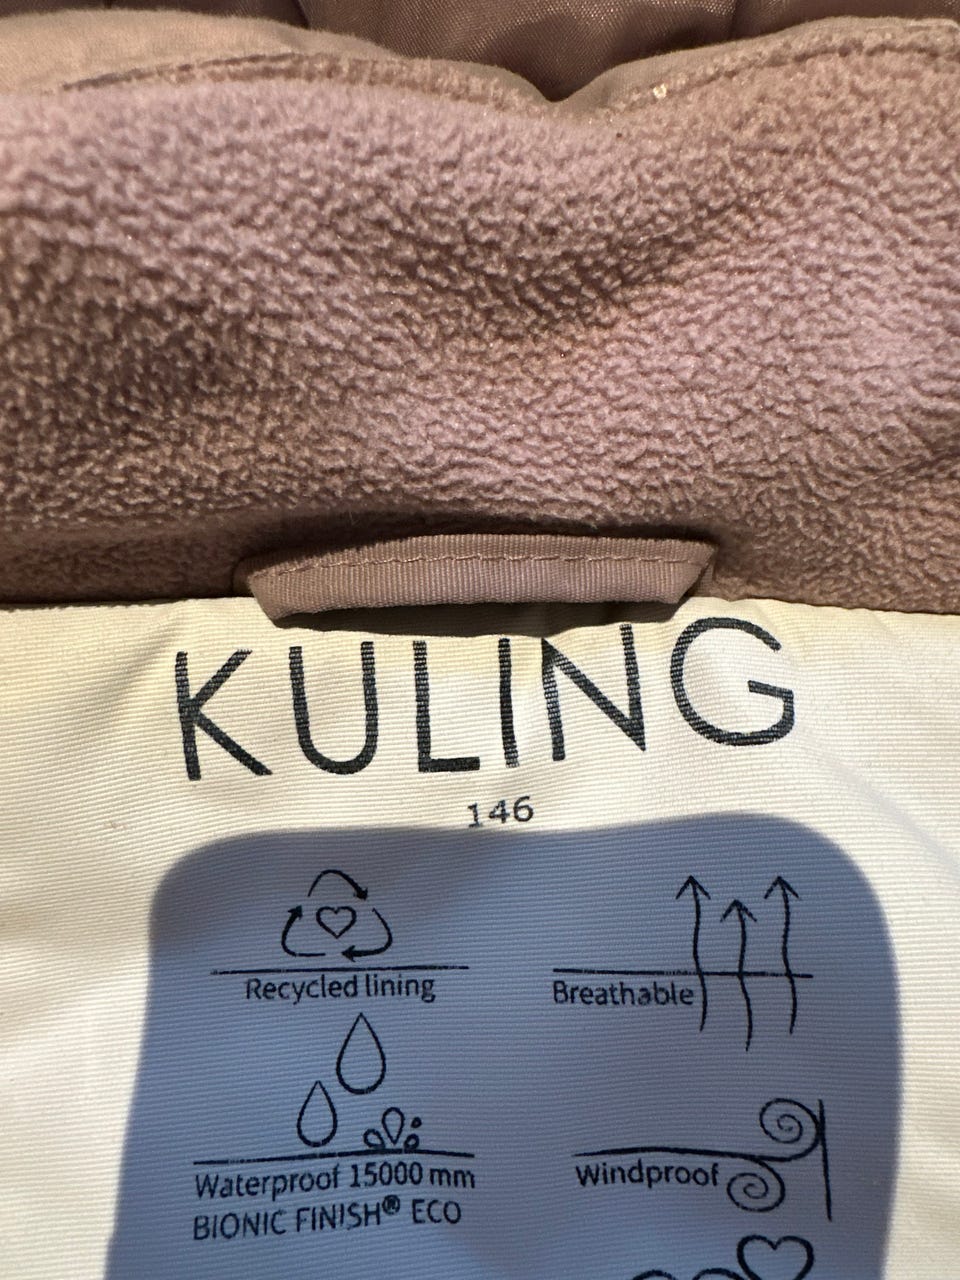 KULING
146
Recycled lining
Breathable
Waterproof 15000 mm
BIONIC FINISH® ECO
Windproof